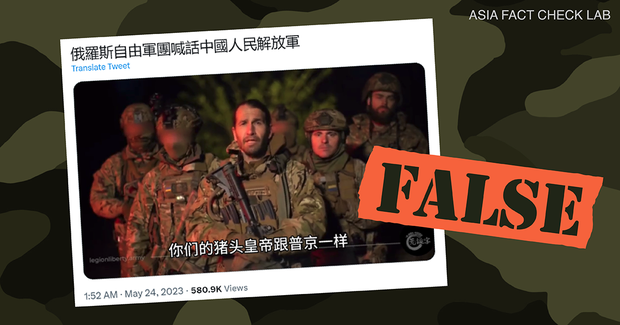 ASIA FACT CHECK LAB
俄羅斯自由軍團喊話中國人民解放軍
Translate Tweet
你们的猪头皇帝跟普京一样
1:52 AM · May 24, 2023 · 580.9K Views
FALSE